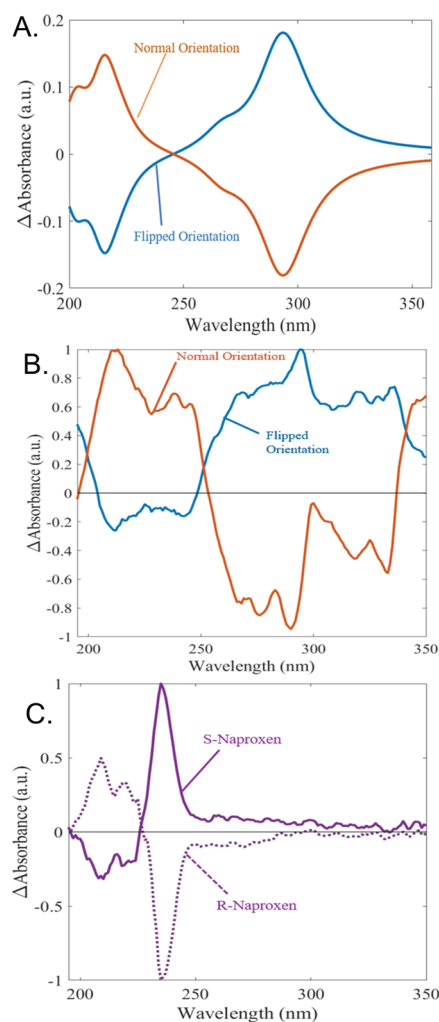 A.
0.2
0.1
0
-0.1
-0.2
ΔAbsorbance (a.u.)
Normal Orientation
Flipped Orientation
200
250
300
350
Wavelength (nm)
B.
1
0.8
0.6
0.4
0.2
0
-0.2
-0.4
-0.6
-0.8
-1
ΔAbsorbance (a.u.)
Normal Orientation
Flipped
Orientation
200
250
300
350
Wavelength (nm)
C.
1
0.5
0
-0.5
-1
ΔAbsorbance (a.u.)
S-Naproxen
R-Naproxen
200
250
300
350
Wavelength (nm)